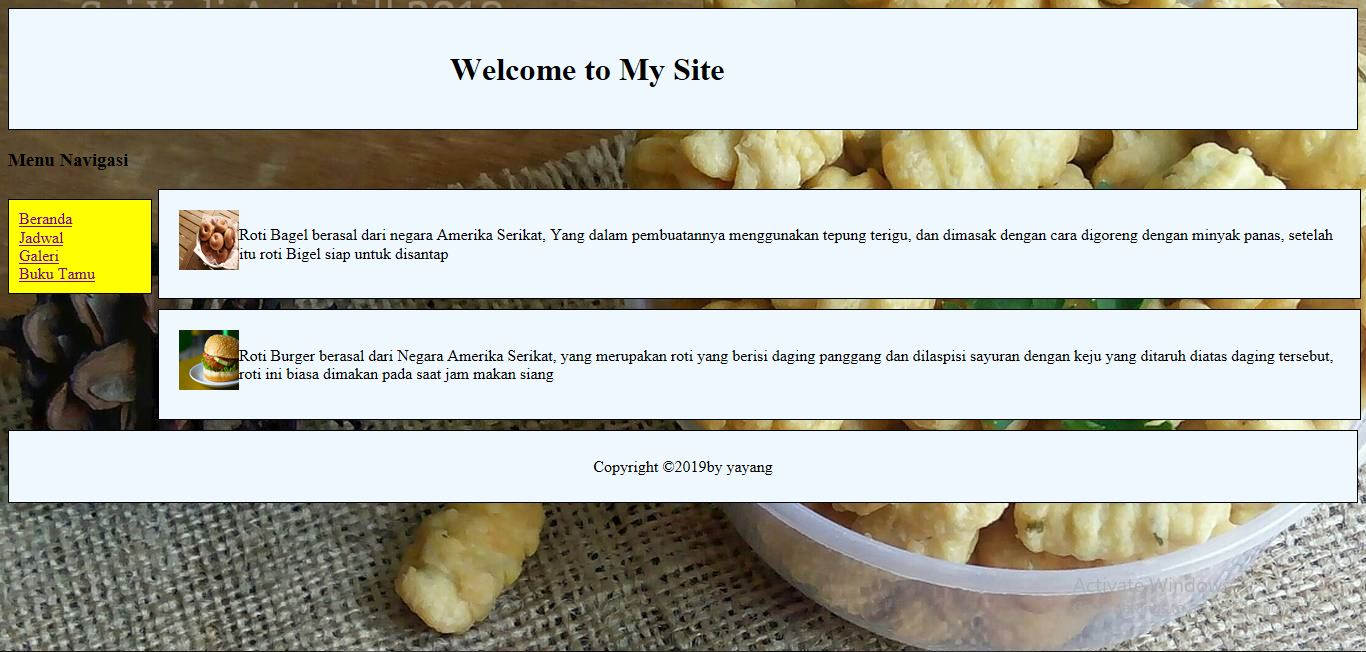 Welcome to My Site
Menu Navigasi
Beranda
Jadwal
Galeri
Buku Tamu
Roti Bagel berasal dari negara Amerika Serikat, Yang dalam pembuatannya menggunakan tepung terigu, dan dimasak dengan cara digoreng dengan minyak panas, setelah
itu roti Bigel siap untuk disantap
Roti Burger berasal dari Negara Amerika Serikat, yang merupakan roti yang berisi daging panggang dan dilaspisi sayuran dengan keju yang ditaruh diatas daging tersebut,
roti ini biasa dimakan pada saat jam makan siang
Copyright ©2019by yayang
Activate Windows